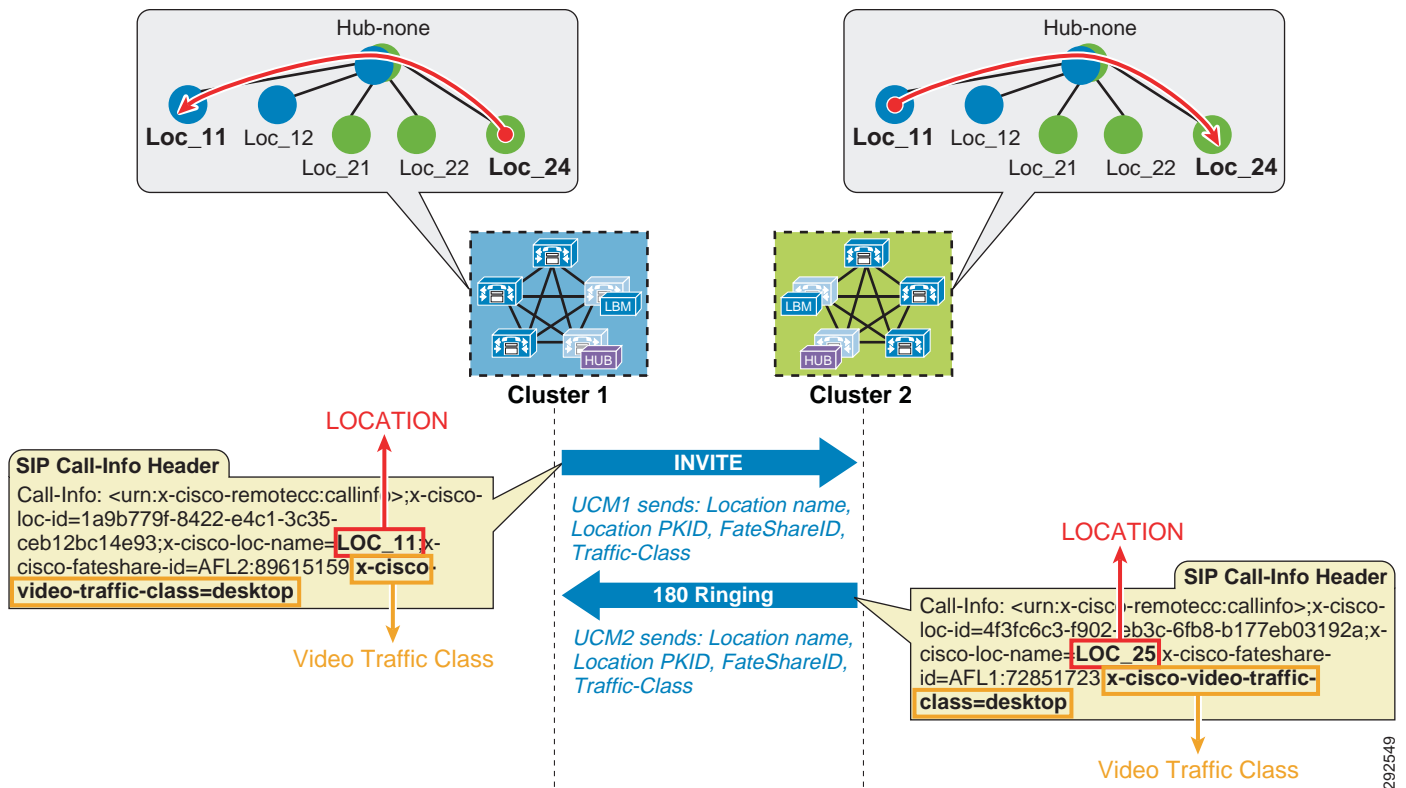 Hub-none
Loc_11
Loc_12
Loc_21
Loc_22
Loc_24
Hub-none
Loc_11
Loc_12
Loc_21
Loc_22
Loc_24
LBM
HUB
Cluster 1
LBM
HUB
Cluster 2
LOCATION
SIP Call-Info Header
Call-Info: <urn:x-cisco-remotecc:callinfo>;x-cisco-
loc-id=1a9b779f-8422-e4c1-3c35-
ceb12bc14e93;x-cisco-loc-name=LOC_11;x-
cisco-fateshare-id=AFL2:89615159 x-cisco-
video-traffic-class=desktop
Video Traffic Class
INVITE
UCM1 sends: Location name,
Location PKID, FateShareID,
Traffic-Class
180 Ringing
UCM2 sends: Location name,
Location PKID, FateShareID,
Traffic-Class
LOCATION
SIP Call-Info Header
Call-Info: <urn:x-cisco-remotecc:callinfo>;x-cisco-
loc-id=4f3fc6c3-f902-eb3c-6fb8-b177eb03192a;x-
cisco-loc-name=LOC_25 x-cisco-fateshare-
id=AFL1:72851723 x-cisco-video-traffic-
class=desktop
Video Traffic Class
292549